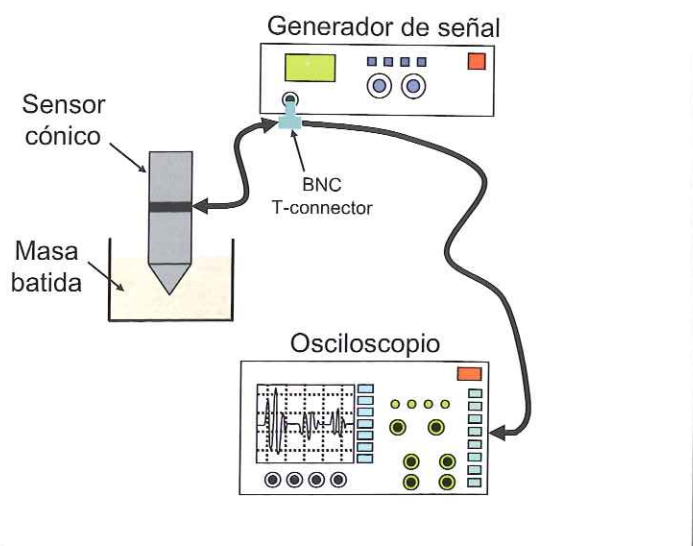 Generador de señal
Sensor
cónico
BNC
T-connector
Masa
batida
Osciloscopio